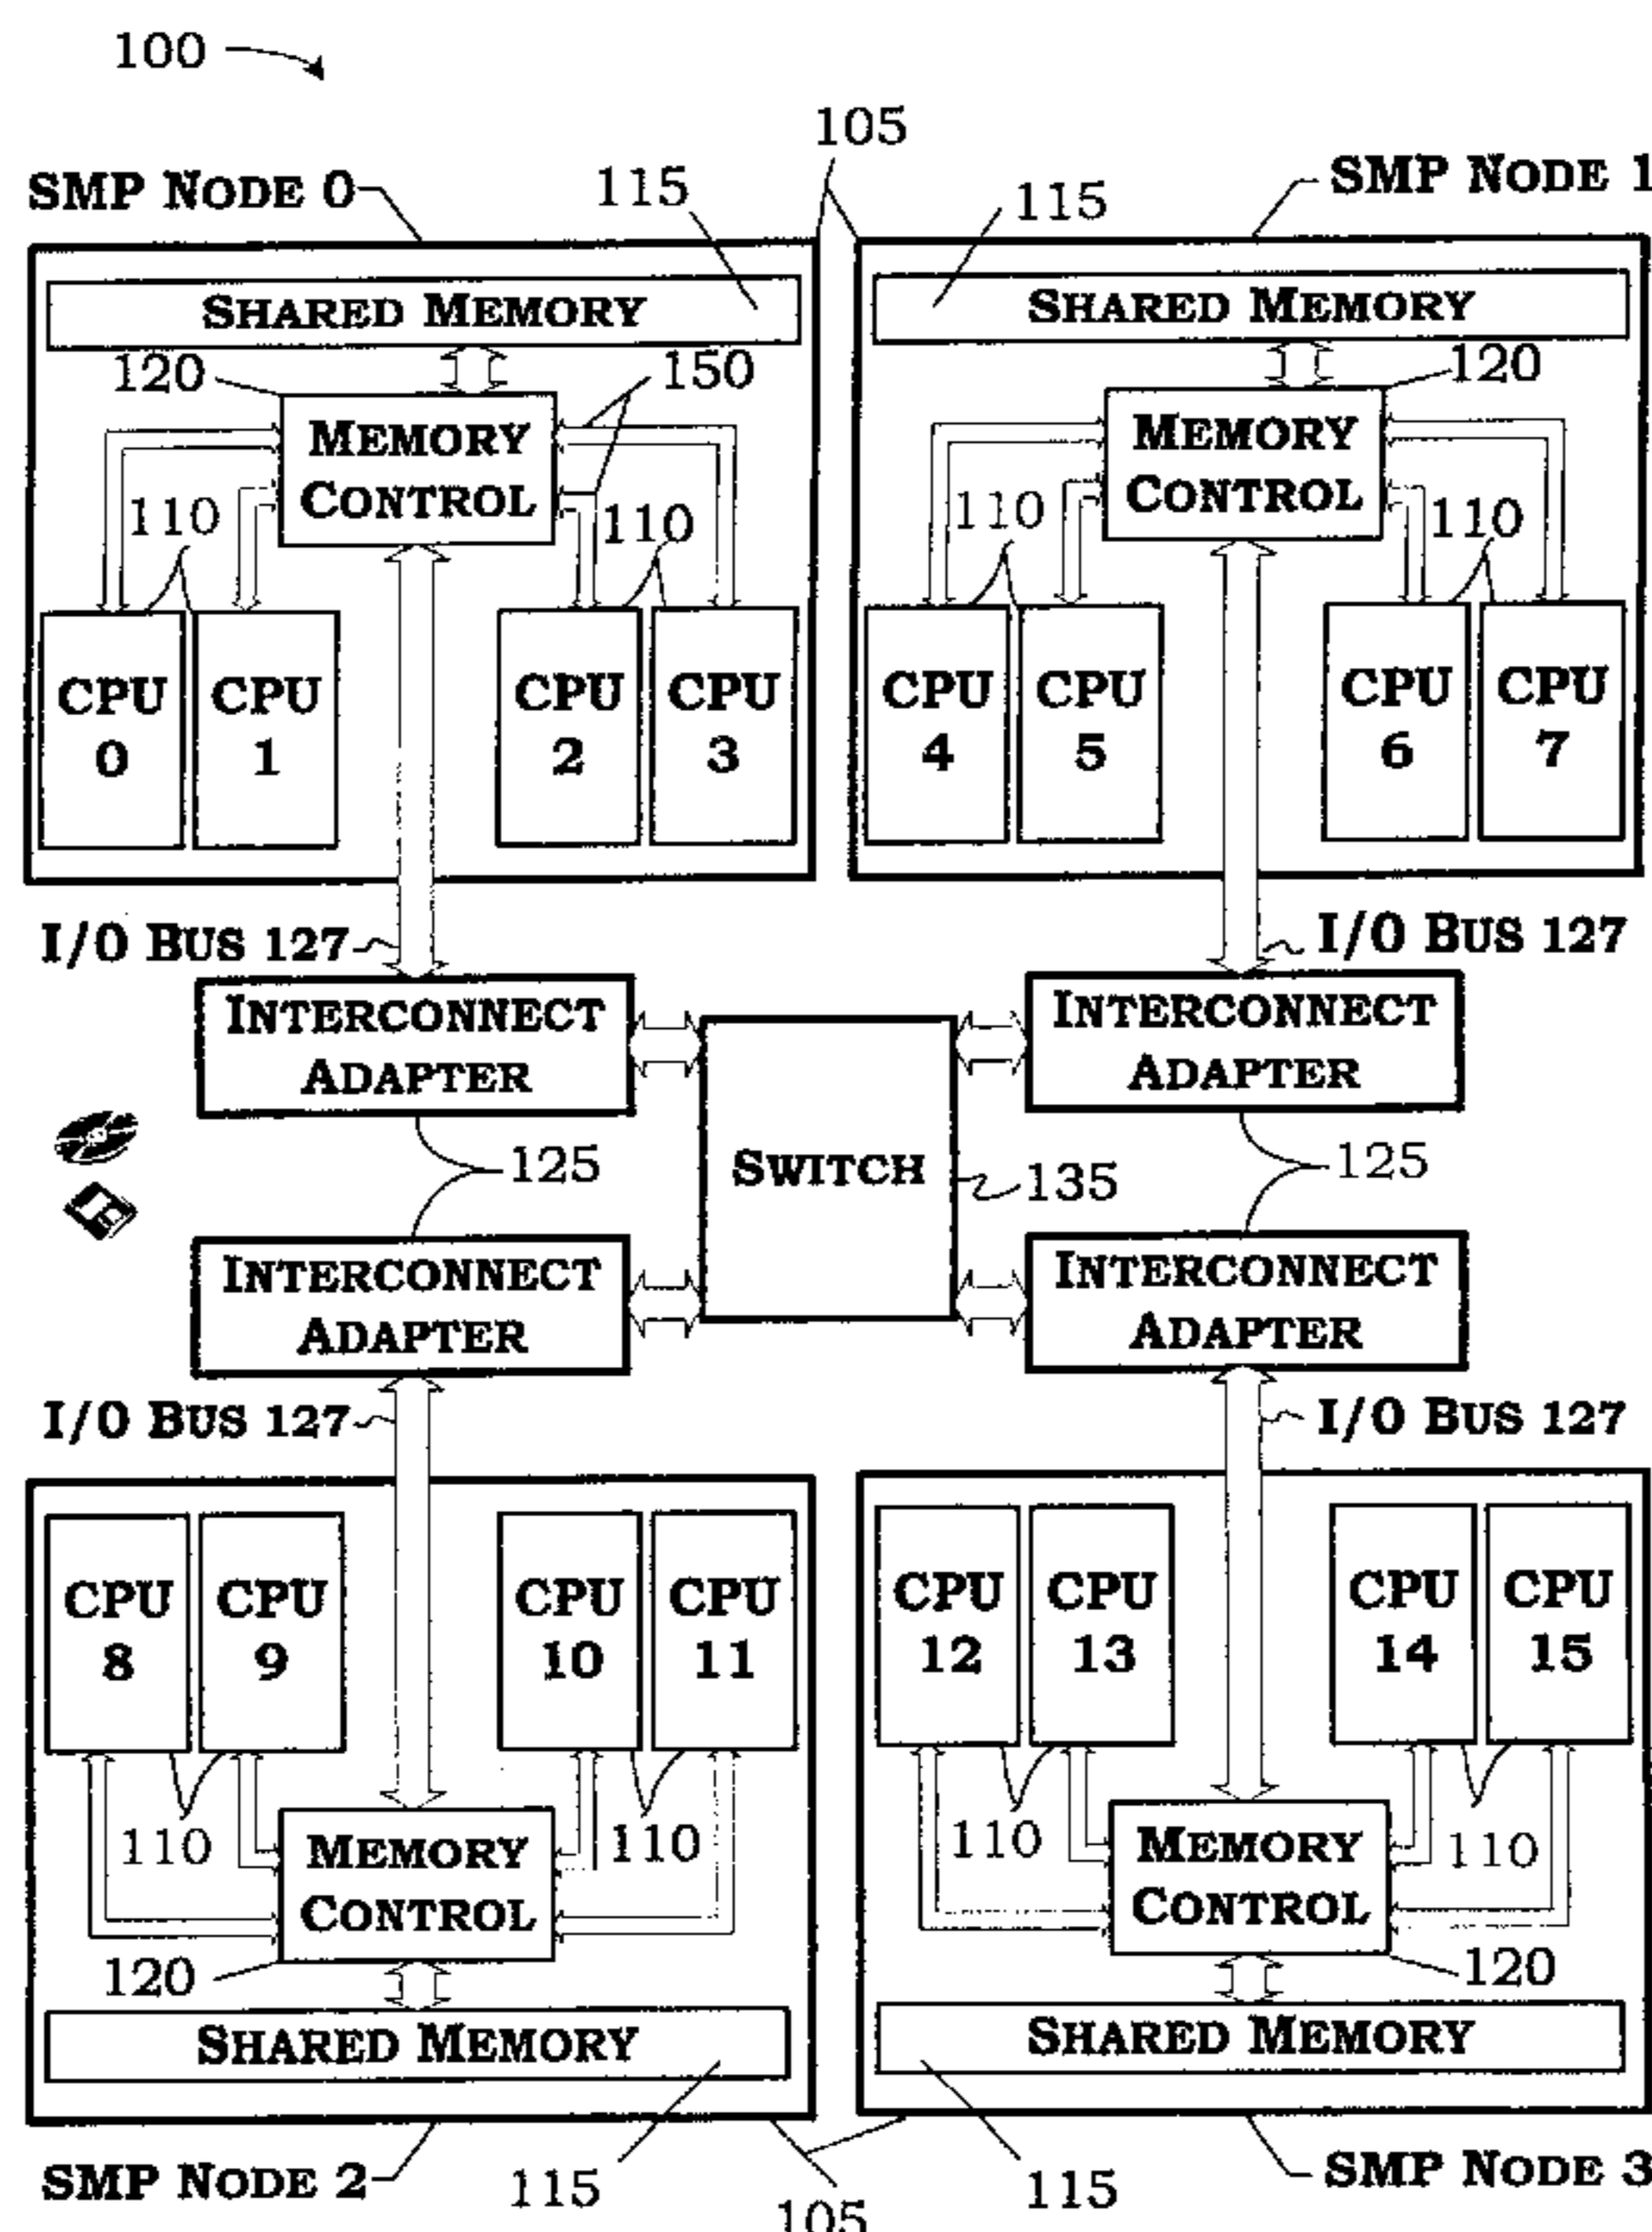 100
105
SMP NODE 0
115
115
SMP NODE 1
SHARED MEMORY
SHARED MEMORY
120
150
120
MEMORY
CONTROL
MEMORY
CONTROL
110
110
110
110
CPU
0
CPU
1
CPU
2
CPU
3
CPU
4
CPU
5
CPU
6
CPU
7
I/O BUS 127
I/O BUS 127
INTERCONNECT
ADAPTER
INTERCONNECT
ADAPTER
125
SWITCH
135
125
INTERCONNECT
ADAPTER
INTERCONNECT
ADAPTER
I/O BUS 127
I/O BUS 127
CPU
8
CPU
9
CPU
10
CPU
11
CPU
12
CPU
13
CPU
14
CPU
15
110
110
110
110
MEMORY
CONTROL
MEMORY
CONTROL
120
120
SHARED MEMORY
SHARED MEMORY
SMP NODE 2
115
105
115
SMP NODE 3